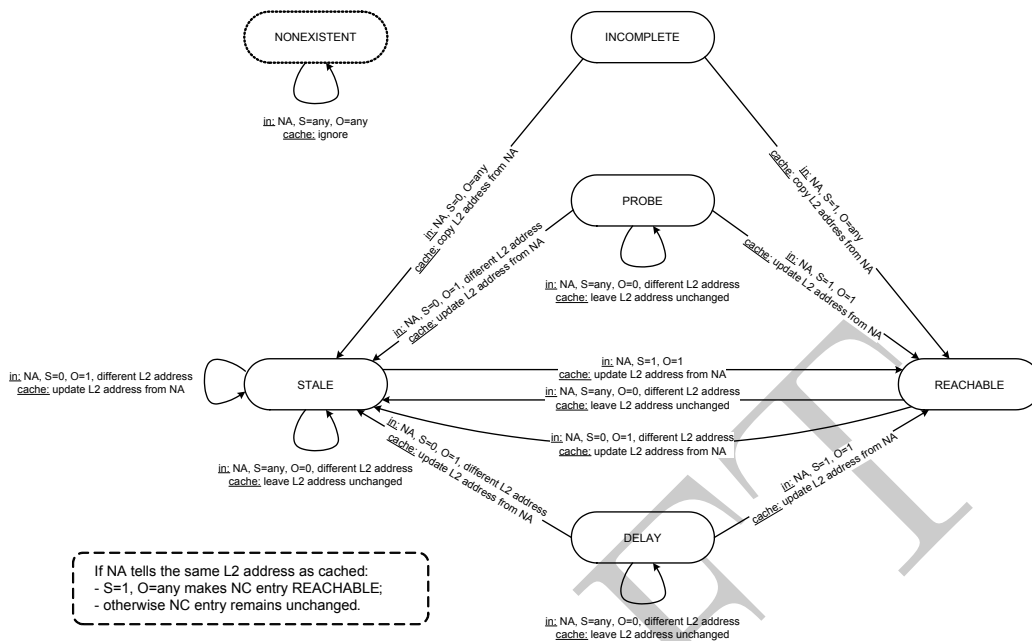 NONEXISTENT
INCOMPLETE
in: NA, S=any, O=any
cache: ignore
in: NA, S=0, O=any
cache: copy L2 address from NA
in: NA, S=1, O=any
cache: copy L2 address from NA
PROBE
in: NA, S=0, O=1, different L2 address
cache: update L2 address from NA
in: NA, S=any, O=0, different L2 address
cache: leave L2 address unchanged
in: NA, S=1, O=1
cache: update L2 address from NA
in: NA, S=0, O=1, different L2 address
cache: update L2 address from NA
STALE
in: NA, S=1, O=1
cache: update L2 address from NA
in: NA, S=any, O=0, different L2 address
cache: leave L2 address unchanged
REACHABLE
in: NA, S=0, O=1, different L2 address
cache: update L2 address from NA
in: NA, S=any, O=0, different L2 address
cache: leave L2 address unchanged
in: NA, S=0, O=1, different L2 address
cache: update L2 address from NA
in: NA, S=1, O=1
cache: update L2 address from NA
DELAY
in: NA, S=any, O=0, different L2 address
cache: leave L2 address unchanged
If NA tells the same L2 address as cached:
- S=1, O=any makes NC entry REACHABLE;
- otherwise NC entry remains unchanged.
FT